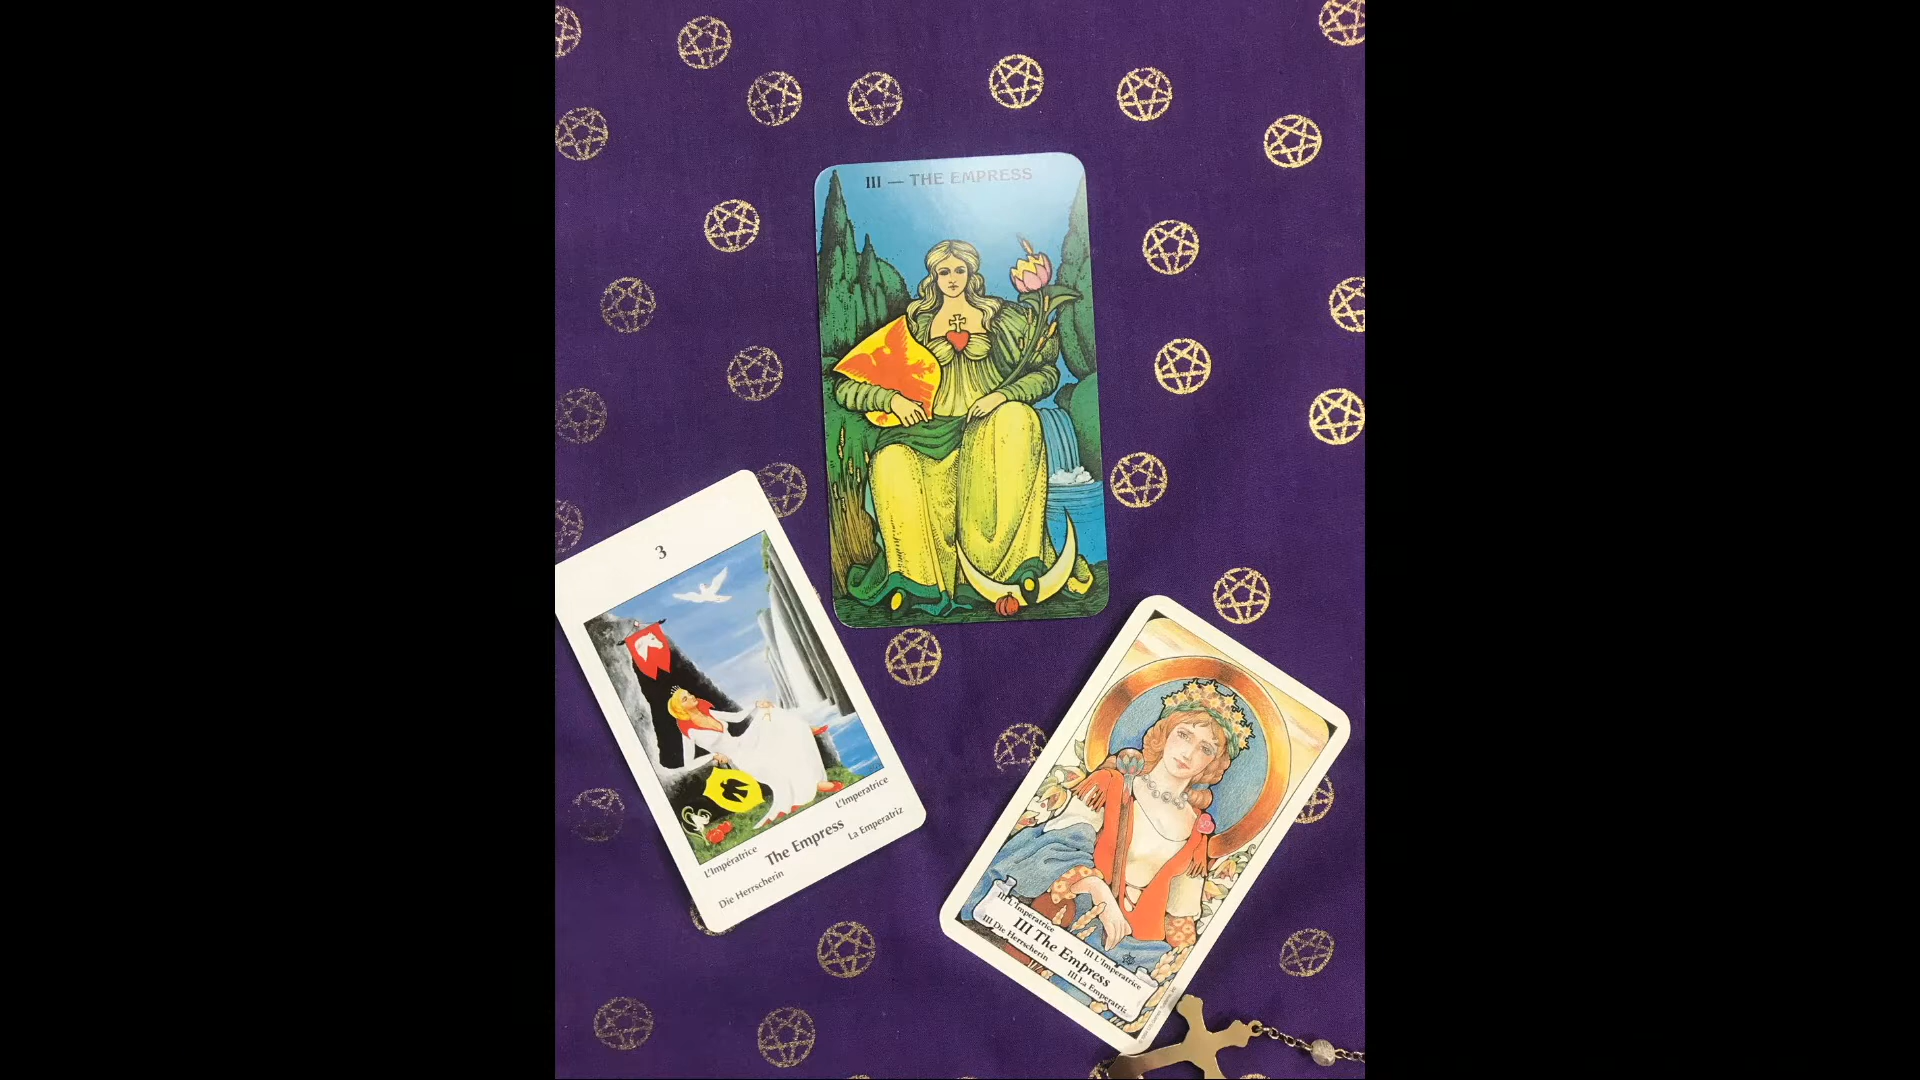 III — THE EMPRESS
3
L'Imperatrice
L'Impératrice
The Empress
La Emperatriz
Die Herrscherin
III L'Impératrice
III The Empress
III Die Herrscherin
III L'Imperatrice
III La Emperatriz